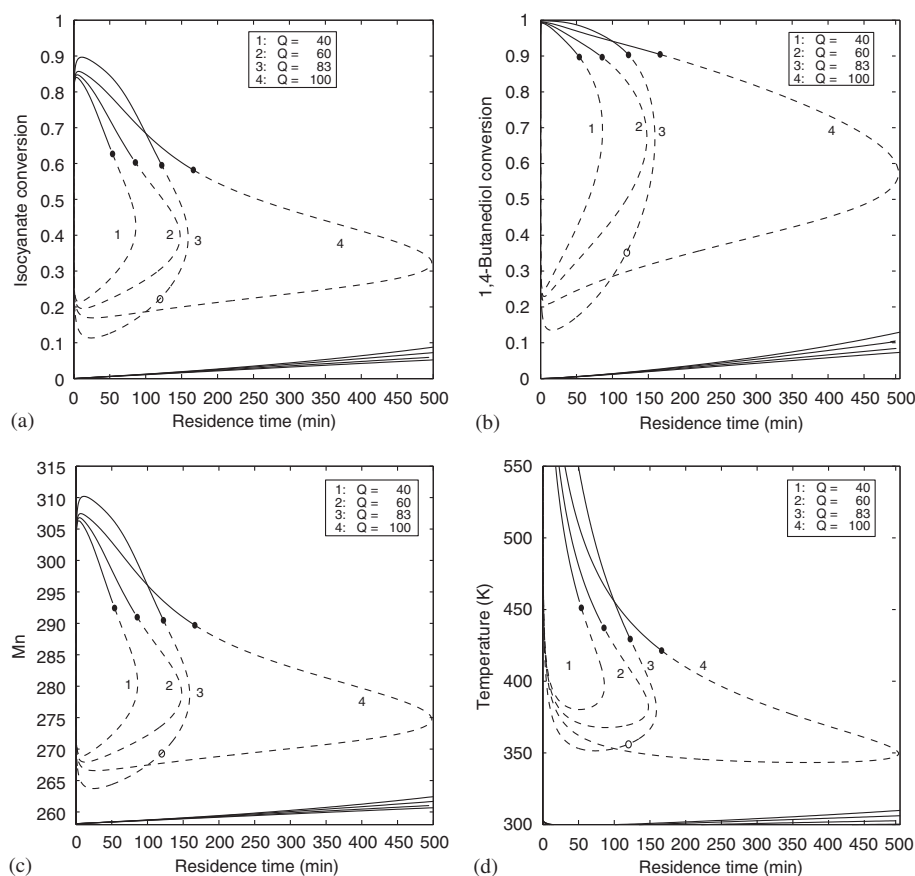 1
0.9
0.8
0.7
0.6
0.5
0.4
0.3
0.2
0.1
0
Isocyanate conversion
1: Q = 40
2: Q = 60
3: Q = 83
4: Q = 100
1
2
3
4
0 50 100 150 200 250 300 350 400 450 500
Residence time (min)
(a)
1
0.9
0.8
0.7
0.6
0.5
0.4
0.3
0.2
0.1
0
1,4-Butanediol conversion
1: Q = 40
2: Q = 60
3: Q = 83
4: Q = 100
1
2
3
4
0 50 100 150 200 250 300 350 400 450 500
Residence time (min)
(b)
315
310
305
300
295
290
285
280
275
270
265
260
Mn
1: Q = 40
2: Q = 60
3: Q = 83
4: Q = 100
1
2
3
4
0 50 100 150 200 250 300 350 400 450 500
Residence time (min)
(c)
550
500
450
400
350
300
Temperature (K)
1: Q = 40
2: Q = 60
3: Q = 83
4: Q = 100
1
2
3
4
0 50 100 150 200 250 300 350 400 450 500
Residence time (min)
(d)